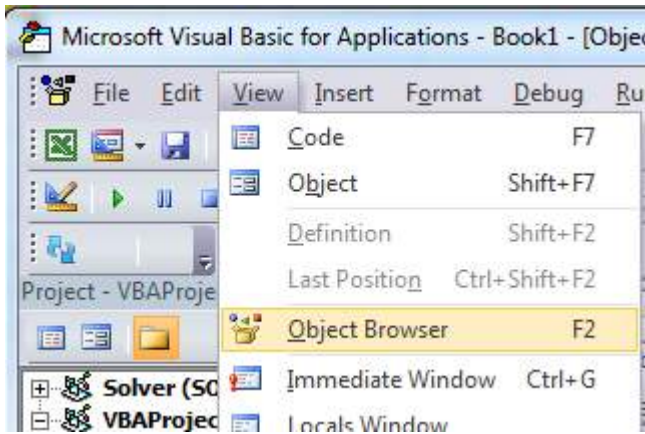 Microsoft Visual Basic for Applications - Book1 - [Objec
File Edit View Insert Format Debug Ru
Code F7
Object Shift+F7
Definition Shift+F2
Last Position Ctrl+Shift+F2
Project - VBAProje
Object Browser F2
Immediate Window Ctrl+G
Solver (SO
Locals Window
VBAProjec